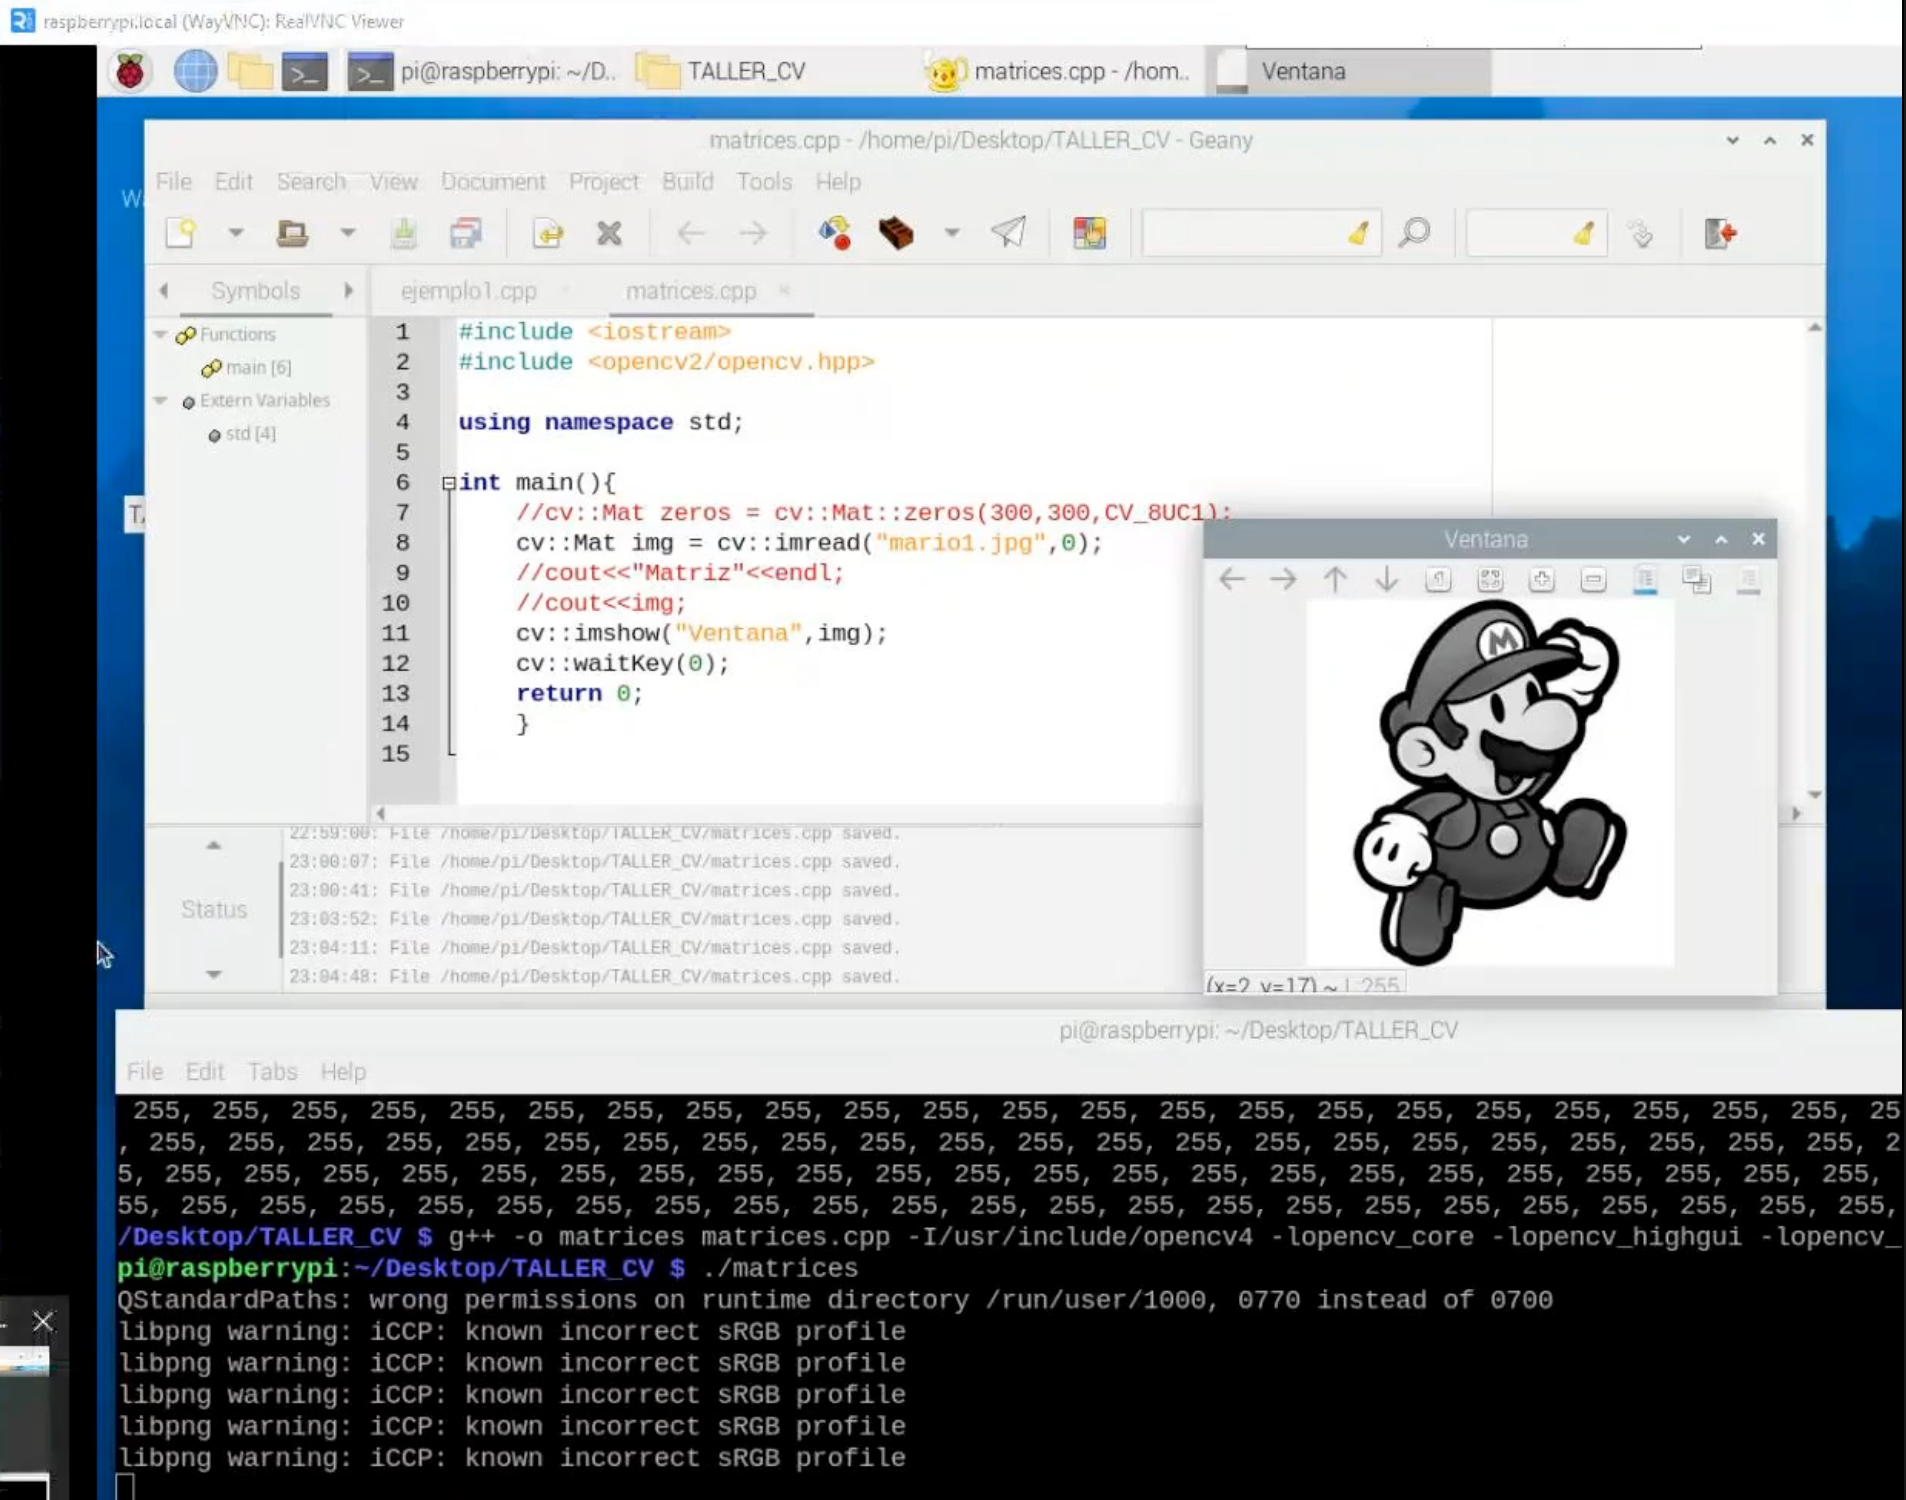 raspberrypi.local (WayVNC): RealVNC Viewer
pi@raspberrypi: ~/D.. TALLER_CV matrices.cpp - /hom.. Ventana
matrices.cpp - /home/pi/Desktop/TALLER_CV - Geany
File Edit Search View Document Project Build Tools Help
Symbols ejemplo1.cpp matrices.cpp
Functions
main [6]
Extern Variables
std [4]
1 #include <iostream>
2 #include <opencv2/opencv.hpp>
3
4 using namespace std;
5
6 int main(){
7 //cv::Mat zeros = cv::Mat::zeros(300,300,CV_8UC1);
8 cv::Mat img = cv::imread("mario1.jpg",0);
9 //cout<<"Matriz"<<endl;
10 //cout<<img;
11 cv::imshow("Ventana",img);
12 cv::waitKey(0);
13 return 0;
14 }
15
Ventana
M
(x=2, y=17) ~ L:255
Status
22:59:00: File /home/pi/Desktop/TALLER_CV/matrices.cpp saved.
23:00:07: File /home/pi/Desktop/TALLER_CV/matrices.cpp saved.
23:00:41: File /home/pi/Desktop/TALLER_CV/matrices.cpp saved.
23:03:52: File /home/pi/Desktop/TALLER_CV/matrices.cpp saved.
23:04:11: File /home/pi/Desktop/TALLER_CV/matrices.cpp saved.
23:04:48: File /home/pi/Desktop/TALLER_CV/matrices.cpp saved.
pi@raspberrypi: ~/Desktop/TALLER_CV
File Edit Tabs Help
255, 255, 255, 255, 255, 255, 255, 255, 255, 255, 255, 255, 255, 255, 255, 255, 255, 255, 255, 255, 255, 255, 25
, 255, 255, 255, 255, 255, 255, 255, 255, 255, 255, 255, 255, 255, 255, 255, 255, 255, 255, 255, 255, 255, 255, 2
5, 255, 255, 255, 255, 255, 255, 255, 255, 255, 255, 255, 255, 255, 255, 255, 255, 255, 255, 255, 255, 255, 255,
55, 255, 255, 255, 255, 255, 255, 255, 255, 255, 255, 255, 255, 255, 255, 255, 255, 255, 255, 255, 255, 255, 255,
/Desktop/TALLER_CV $ g++ -o matrices matrices.cpp -I/usr/include/opencv4 -lopencv_core -lopencv_highgui -lopencv_
pi@raspberrypi:~/Desktop/TALLER_CV $ ./matrices
QStandardPaths: wrong permissions on runtime directory /run/user/1000, 0770 instead of 0700
libpng warning: iCCP: known incorrect sRGB profile
libpng warning: iCCP: known incorrect sRGB profile
libpng warning: iCCP: known incorrect sRGB profile
libpng warning: iCCP: known incorrect sRGB profile
libpng warning: iCCP: known incorrect sRGB profile